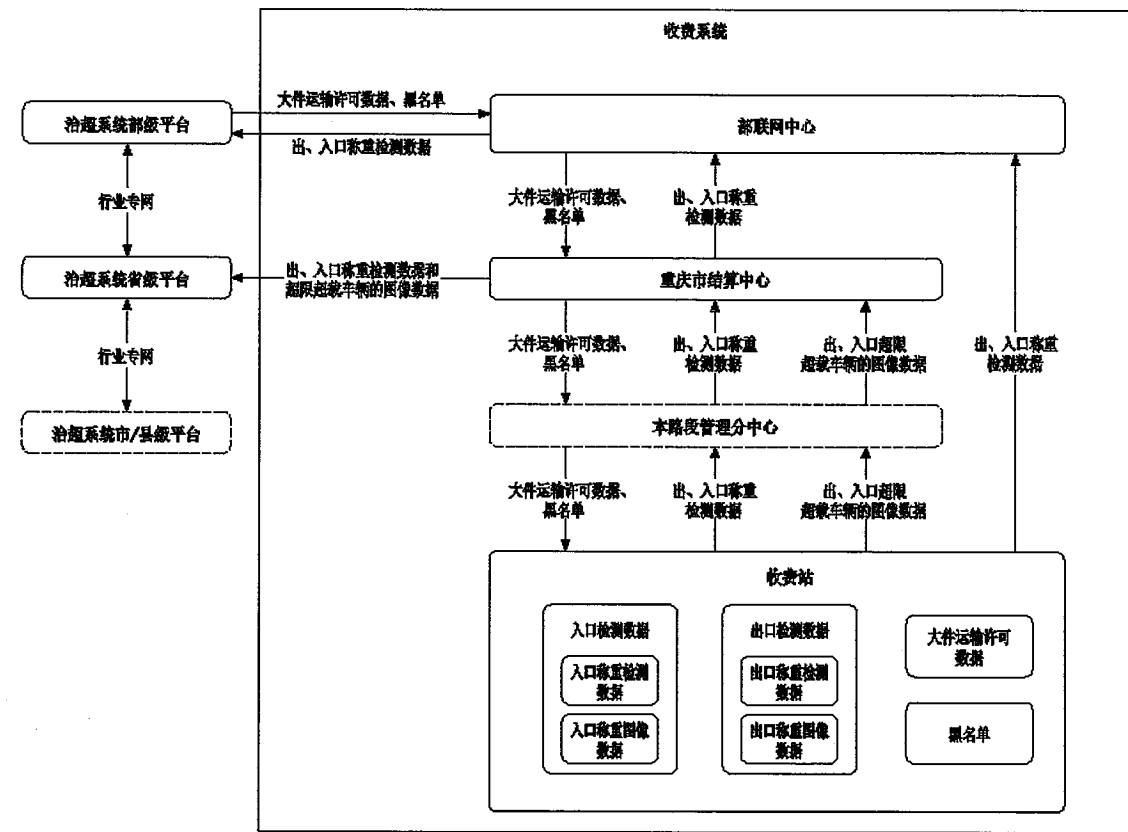 收费系统
大件运输许可数据、黑名单
治超系统部级平台
部联网中心
出、入口称重检测数据
行业专网
大件运输许可数据、
黑名单
出、入口称重
检测数据
治超系统省级平台
出、入口称重检测数据和
超限超载车辆的图像数据
重庆市结算中心
行业专网
大件运输许可数据、
黑名单
出、入口称重
检测数据
出、入口超限
超载车辆的图像数据
出、入口称重
检测数据
治超系统市/县级平台
本路段管理分中心
大件运输许可数据、
黑名单
出、入口称重
检测数据
出、入口超限
超载车辆的图像数据
收费站
入口检测数据
入口称重检测
数据
入口称重图像
数据
出口检测数据
出口称重检测
数据
出口称重图像
数据
大件运输许可
数据
黑名单